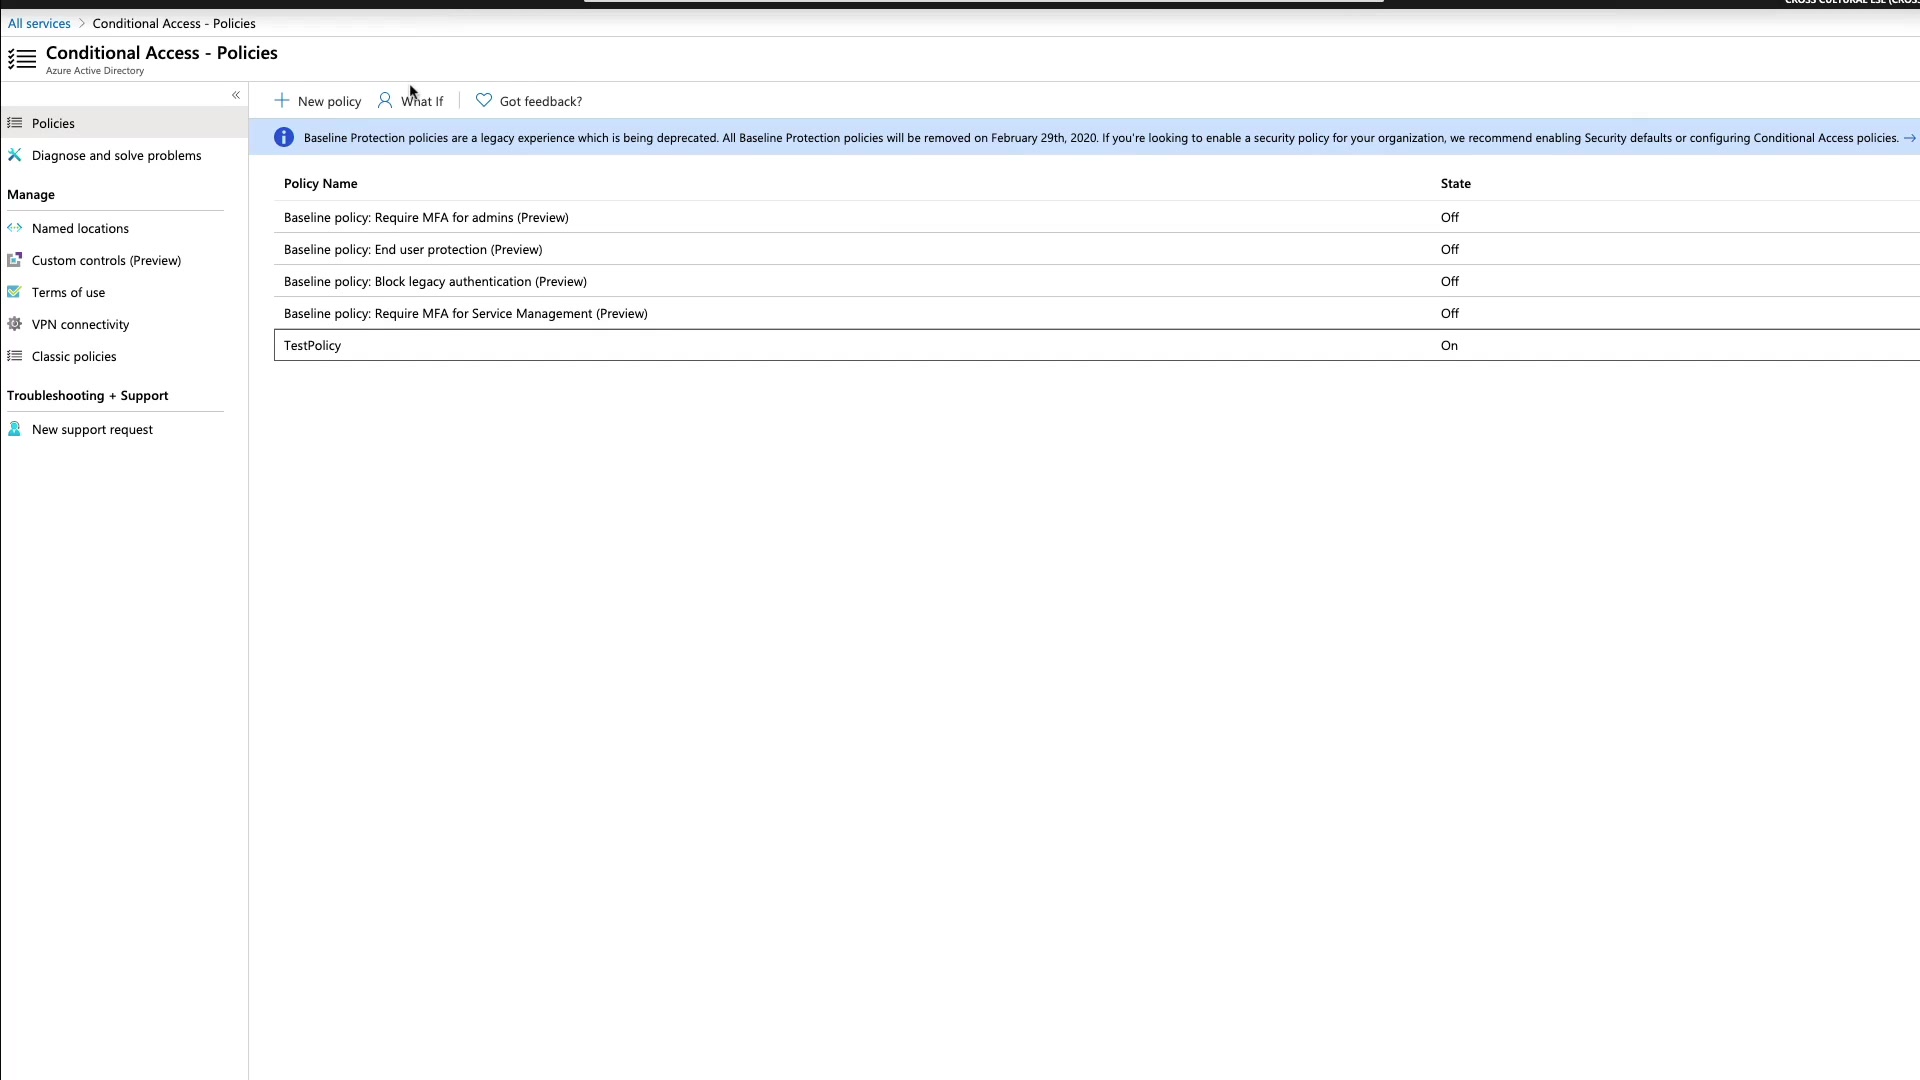 All services > Conditional Access - Policies
Conditional Access - Policies
Azure Active Directory
«
Policies
Diagnose and solve problems
Manage
Named locations
Custom controls (Preview)
Terms of use
VPN connectivity
Classic policies
Troubleshooting + Support
New support request
New policy What If Got feedback?
Baseline Protection policies are a legacy experience which is being deprecated. All Baseline Protection policies will be removed on February 29th, 2020. If you're looking to enable a security policy for your organization, we recommend enabling Security defaults or configuring Conditional Access policies. →
Policy Name State
Baseline policy: Require MFA for admins (Preview) Off
Baseline policy: End user protection (Preview) Off
Baseline policy: Block legacy authentication (Preview) Off
Baseline policy: Require MFA for Service Management (Preview) Off
TestPolicy On